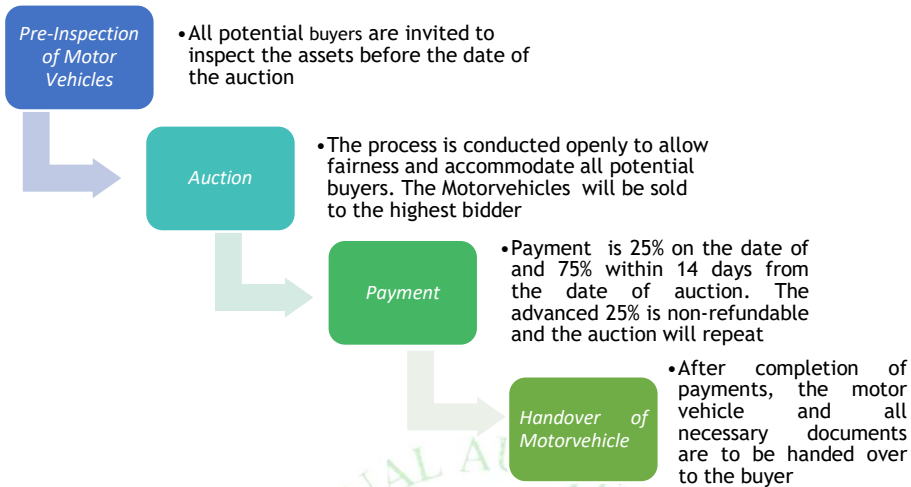 Pre-Inspection
of Motor
Vehicles
•All potential buyers are invited to
inspect the assets before the date of
the auction
Auction
•The process is conducted openly to allow
fairness and accommodate all potential
buyers. The Motorvehicles will be sold
to the highest bidder
Payment
•Payment is 25% on the date of
and 75% within 14 days from
the date of auction. The
advanced 25% is non-refundable
and the auction will repeat
Handover of
Motorvehicle
•After completion of
payments, the motor
vehicle and all
necessary documents
are to be handed over
to the buyer